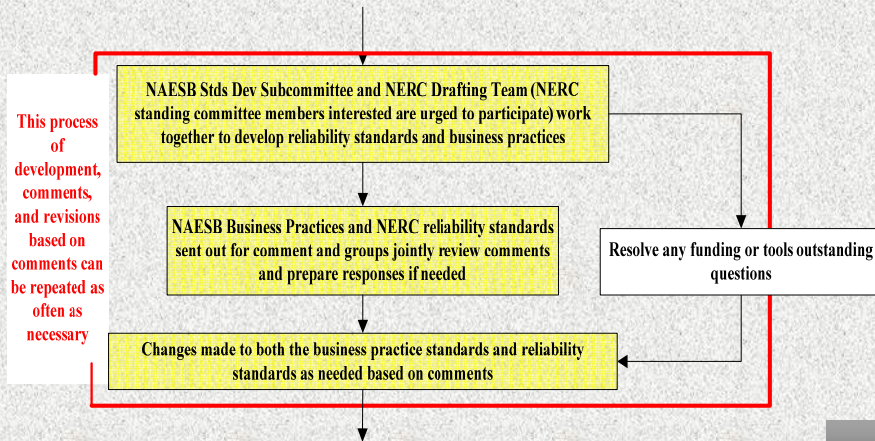 NAESB Stds Dev Subcommittee and NERC Drafting Team (NERC
standing committee members interested are urged to participate) work
together to develop reliability standards and business practices
This process
of
development,
comments,
and revisions
based on
comments can
be repeated as
often as
necessary
NAESB Business Practices and NERC reliability standards
sent out for comment and groups jointly review comments
and prepare responses if needed
Resolve any funding or tools outstanding
questions
Changes made to both the business practice standards and reliability
standards as needed based on comments